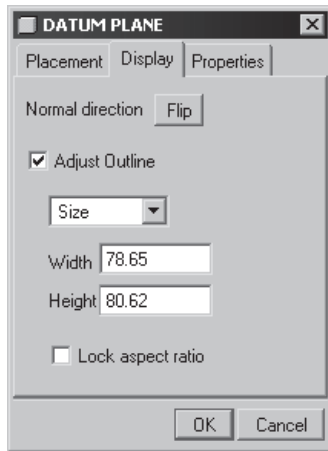 DATUM PLANE
Placement Display Properties
Normal direction Flip
Adjust Outline
Size
Width 78.65
Height 80.62
Lock aspect ratio
OK Cancel